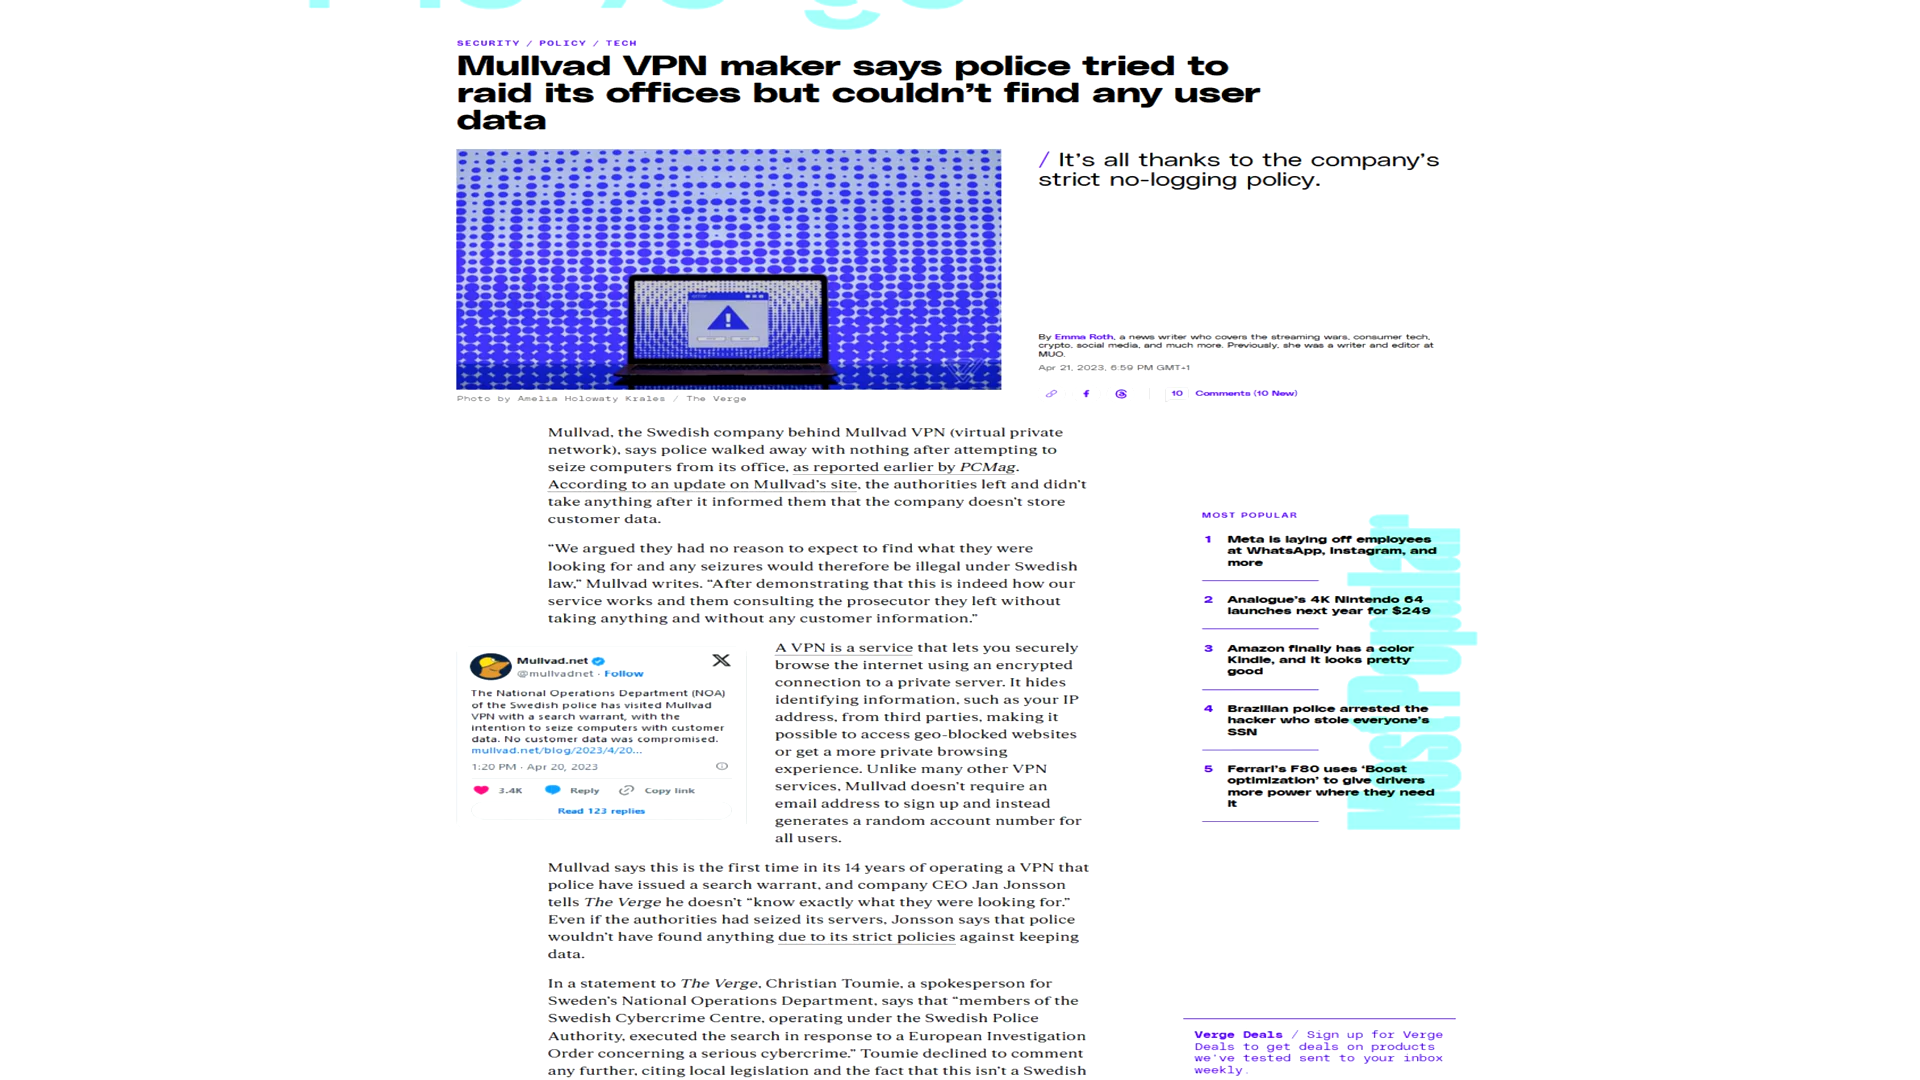 SECURITY / POLICY / TECH
Mullvad VPN maker says police tried to
raid its offices but couldn’t find any user
data
/ It’s all thanks to the company’s
strict no-logging policy.
By Emma Roth, a news writer who covers the streaming wars, consumer tech,
crypto, social media, and much more. Previously, she was a writer and editor at
MUO.
Apr 21, 2023, 6:59 PM GMT+1
10 Comments (10 New)
Photo by Amelia Holowaty Krales / The Verge
Mullvad, the Swedish company behind Mullvad VPN (virtual private
network), says police walked away with nothing after attempting to
seize computers from its office, as reported earlier by PCMag.
According to an update on Mullvad’s site, the authorities left and didn’t
take anything after it informed them that the company doesn’t store
customer data.
“We argued they had no reason to expect to find what they were
looking for and any seizures would therefore be illegal under Swedish
law,” Mullvad writes. “After demonstrating that this is indeed how our
service works and them consulting the prosecutor they left without
taking anything and without any customer information.”
Mullvad.net
@mullvadnet · Follow
The National Operations Department (NOA)
of the Swedish police has visited Mullvad
VPN with a search warrant, with the
intention to seize computers with customer
data. No customer data was compromised.
mullvad.net/blog/2023/4/20...
1:20 PM · Apr 20, 2023
3.4K Reply Copy link
Read 123 replies
A VPN is a service that lets you securely
browse the internet using an encrypted
connection to a private server. It hides
identifying information, such as your IP
address, from third parties, making it
possible to access geo-blocked websites
or get a more private browsing
experience. Unlike many other VPN
services, Mullvad doesn’t require an
email address to sign up and instead
generates a random account number for
all users.
Mullvad says this is the first time in its 14 years of operating a VPN that
police have issued a search warrant, and company CEO Jan Jonsson
tells The Verge he doesn’t “know exactly what they were looking for.”
Even if the authorities had seized its servers, Jonsson says that police
wouldn’t have found anything due to its strict policies against keeping
data.
In a statement to The Verge, Christian Toumie, a spokesperson for
Sweden’s National Operations Department, says that “members of the
Swedish Cybercrime Centre, operating under the Swedish Police
Authority, executed the search in response to a European Investigation
Order concerning a serious cybercrime.” Toumie declined to comment
any further, citing local legislation and the fact that this isn’t a Swedish
MOST POPULAR
Most Popular
1 Meta is laying off employees
at WhatsApp, Instagram, and
more
2 Analogue’s 4K Nintendo 64
launches next year for $249
3 Amazon finally has a color
Kindle, and it looks pretty
good
4 Brazilian police arrested the
hacker who stole everyone’s
SSN
5 Ferrari’s F80 uses ‘Boost
optimization’ to give drivers
more power where they need
it
Verge Deals / Sign up for Verge
Deals to get deals on products
we've tested sent to your inbox
weekly.